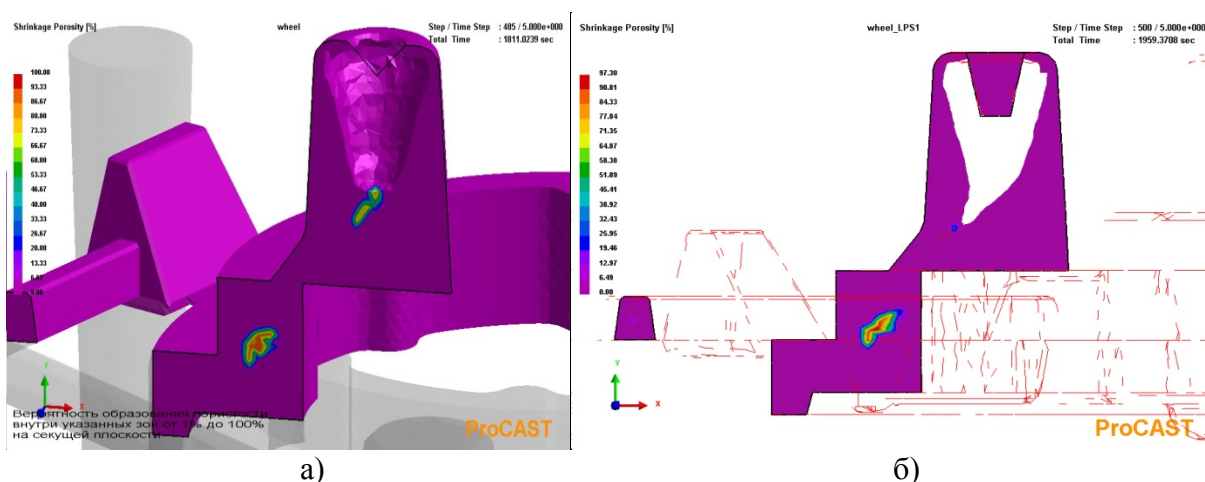 Shrinkage Porosity [%]
wheel
Step / Time Step : 485 / 5.000e+000
Total Time : 1811.0239 sec
100.00
93.33
86.67
80.00
73.33
66.67
60.00
53.33
46.67
40.00
33.33
26.67
20.00
13.33
6.67
0.00
Y
X
Вероятность образования пористости
внутри указанных зон от 1% до 100%
на секущей плоскости
ProCAST
а)
Shrinkage Porosity [%]
wheel_LPS1
Step / Time Step : 500 / 5.000e+000
Total Time : 1959.3708 sec
97.30
90.81
84.33
77.84
71.35
64.87
58.38
51.89
45.41
38.92
32.43
25.95
19.46
12.97
6.49
0.00
Y
X
ProCAST
б)